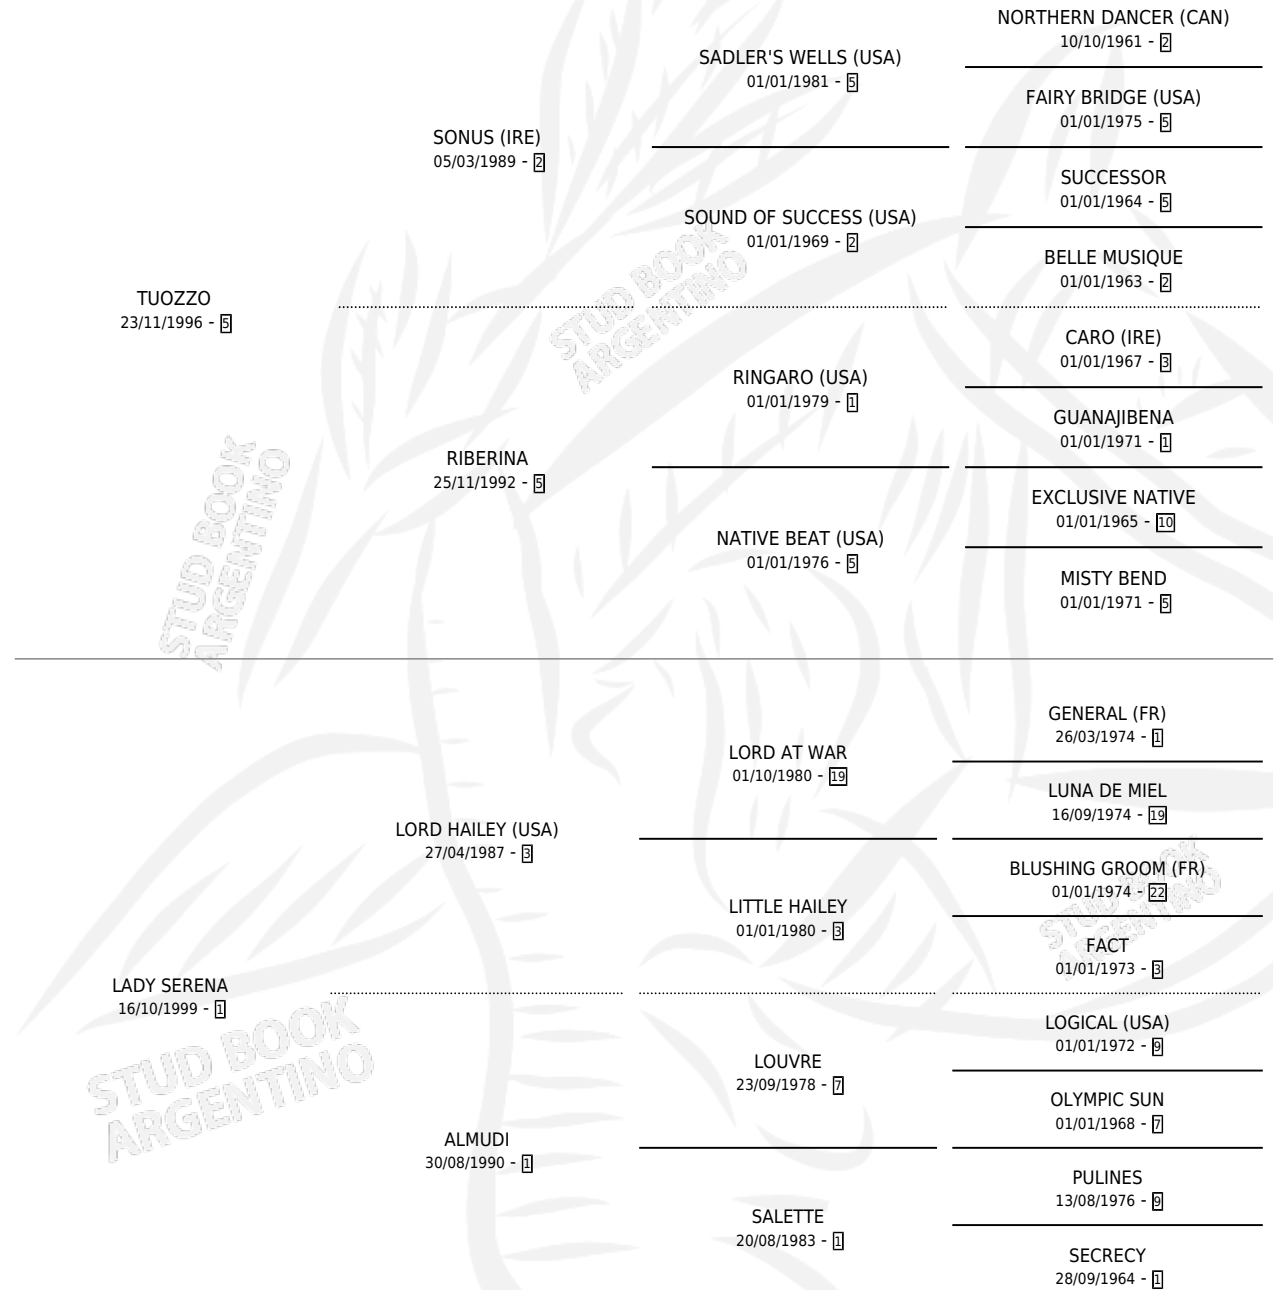 NORTHERN DANCER (CAN)
10/10/1961 - 2
SADLER'S WELLS (USA)
01/01/1981 - 5
FAIRY BRIDGE (USA)
01/01/1975 - 5
SONUS (IRE)
05/03/1989 - 2
SUCCESSOR
01/01/1964 - 5
SOUND OF SUCCESS (USA)
01/01/1969 - 2
BELLE MUSIQUE
01/01/1963 - 2
TUOZZO
23/11/1996 - 5
CARO (IRE)
01/01/1967 - 3
RINGARO (USA)
01/01/1979 - 1
GUANAJIBENA
01/01/1971 - 1
RIBERINA
25/11/1992 - 5
EXCLUSIVE NATIVE
01/01/1965 - 10
NATIVE BEAT (USA)
01/01/1976 - 5
MISTY BEND
01/01/1971 - 5
GENERAL (FR)
26/03/1974 - 1
LORD AT WAR
01/10/1980 - 19
LUNA DE MIEL
16/09/1974 - 19
LORD HAILEY (USA)
27/04/1987 - 3
BLUSHING GROOM (FR)
01/01/1974 - 22
LITTLE HAILEY
01/01/1980 - 3
FACT
01/01/1973 - 3
LADY SERENA
16/10/1999 - 1
LOGICAL (USA)
01/01/1972 - 9
LOUVRE
23/09/1978 - 7
OLYMPIC SUN
01/01/1968 - 7
ALMUDI
30/08/1990 - 1
PULINES
13/08/1976 - 9
SALETTE
20/08/1983 - 1
SECRECY
28/09/1964 - 1
STUD BOOK
ARGENTINO
STUD BOOK
ARGENTINO
STUD BOOK
ARGENTINO
STUD BOOK
ARGENTINO